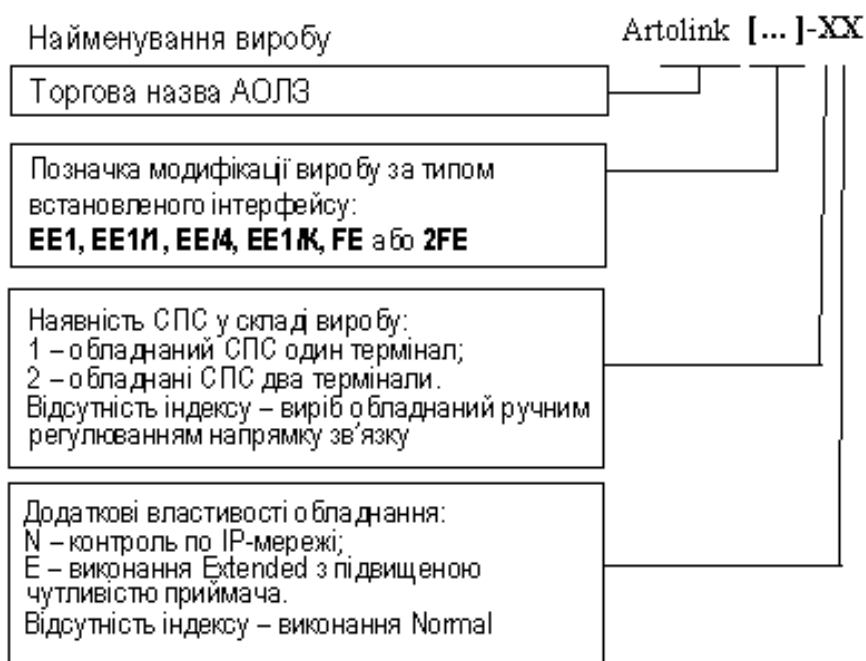 Найменування виробу
Artolink [...]-XX
Торгова назва АОЛЗ
Позначка модифікації виробу за типом
встановленого інтерфейсу:
EE1, EE1/1, EE/4, EE1/К, FE або 2FE
Наявність СПС у складі виробу:
1 – обладнаний СПС один термінал;
2 – обладнані СПС два термінали.
Відсутність індексу – виріб обладнаний ручним
регулюванням напрямку зв'язку
Додаткові властивості обладнання:
N – контроль по IP-мережі;
E – виконання Extended з підвищеною
чутливістю приймача.
Відсутність індексу – виконання Normal